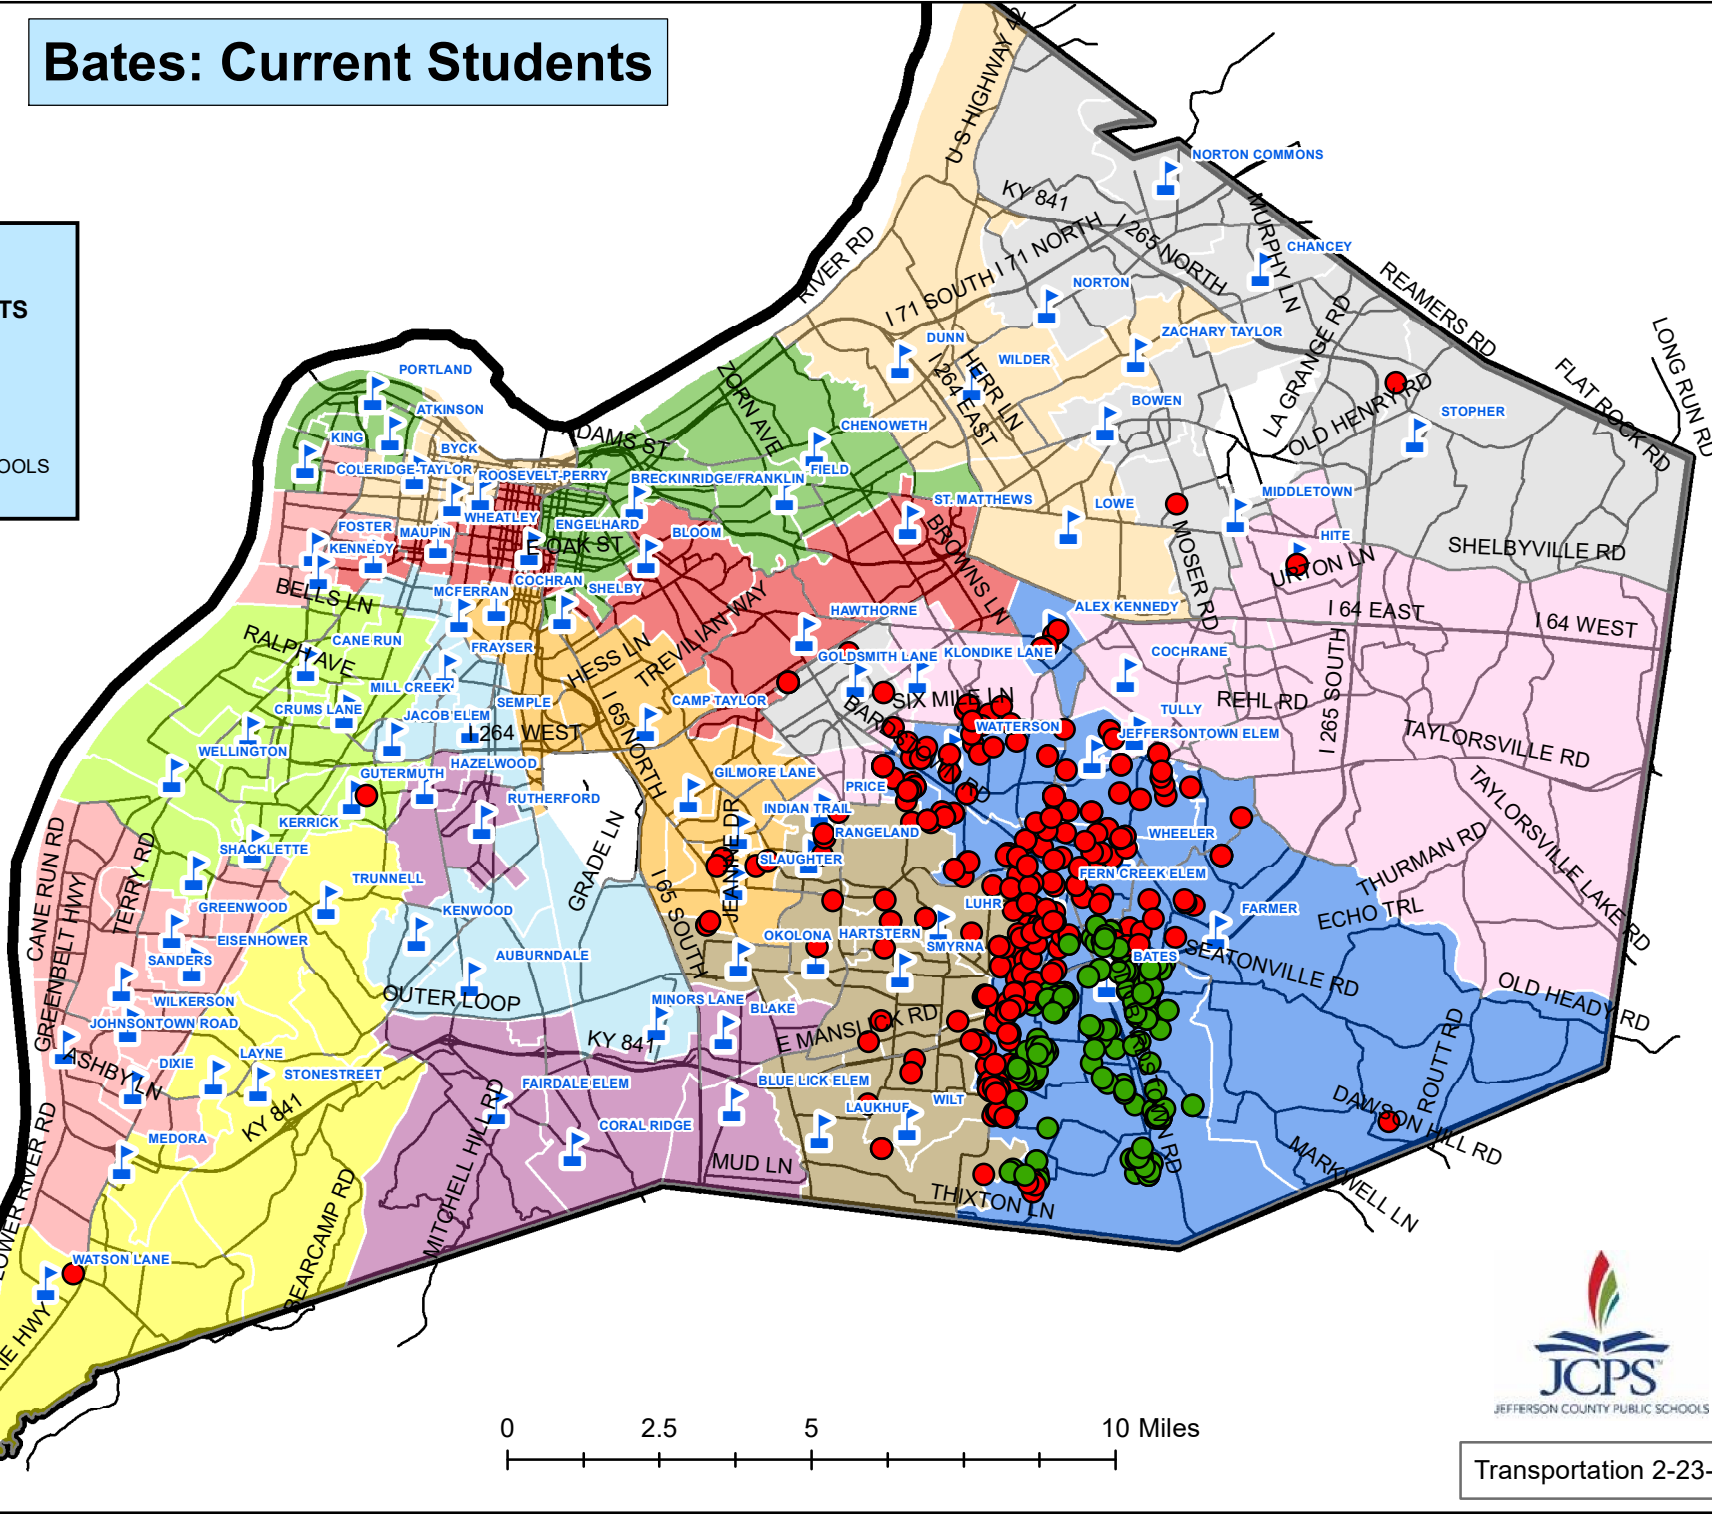 Bates: Current Students
TS
OOLS
U S HIGHWAY 42
NORTON COMMONS
KY 841
I 265 NORTH
MURPHY LN
CHANCEY
I 71 NORTH
REAMERS RD
RIVER RD
I 71 SOUTH
NORTON
LONG RUN RD
ZACHARY TAYLOR
LA GRANGE RD
FLAT ROCK RD
DUNN
WILDER
HERR LN
I 264 EAST
PORTLAND
ZORN AVE
BOWEN
OLD HENRY RD
STOPHER
ATKINSON
KING
BYCK
DAMS ST
CHENOWETH
COLERIDGE-TAYLOR
ROOSEVELT-PERRY
BRECKINRIDGE/FRANKLIN
FIELD
ST. MATTHEWS
LOWE
MIDDLETOWN
WHEATLEY
FOSTER
MAUPIN
ENGELHARD
BLOOM
BROWNS LN
MOSER RD
HITE
SHELBYVILLE RD
KENNEDY
E OAK ST
URTON LN
BELLS LN
COCHRAN
SHELBY
MCFERRAN
TREVILIAN WAY
HAWTHORNE
ALEX KENNEDY
I 64 EAST
I 64 WEST
RALPH AVE
CANE RUN
FRAYSER
HESS LN
GOLDSMITH LANE
KLONDIKE LANE
COCHRANE
MILL CREEK
SEMPLE
CAMP TAYLOR
SIX MILE LN
REHL RD
I 265 SOUTH
CRUMS LANE
JACOB ELEM
I 264 WEST
I 65 NORTH
WATTERSON
TULLY
JEFFERSONTOWN ELEM
TAYLORSVILLE RD
WELLINGTON
HAZELWOOD
GUTERMUTH
GILMORE LANE
PRICE
RUTHERFORD
INDIAN TRAIL
TAYLORSVILLE LAKE RD
CANE RUN RD
KERRICK
RANGELAND
WHEELER
TERRY RD
SHACKLETTE
GRADE LN
JEANINE DR
SLAUGHTER
THURMAN RD
TRUNNELL
FERN CREEK ELEM
GREENBELT HWY
GREENWOOD
KENWOOD
I 65 SOUTH
LUHR
FARMER
ECHO TRL
EISENHOWER
OKOLONA
HARTSTERN
SMYRNA
SANDERS
AUBURNDALE
BATES
SEATONVILLE RD
OUTER LOOP
OLD HEADY RD
WILKERSON
MINORS LANE
BLAKE
JOHNSONTOWN ROAD
KY 841
E MANSLICK RD
ROUTT RD
ASHBY LN
DIXIE
LAYNE
STONESTREET
FAIRDALE ELEM
BLUE LICK ELEM
LAUKHUF
WILT
DAWSON HILL RD
KY 841
MEDORA
CORAL RIDGE
MUD LN
MARKWELL LN
LOWER RIVER RD
BEARCAMP RD
MITCHELL HILL RD
THIXTON LN
WATSON LANE
IE HWY
0 2.5 5 10 Miles
JCPS
JEFFERSON COUNTY PUBLIC SCHOOLS
Transportation 2-23-